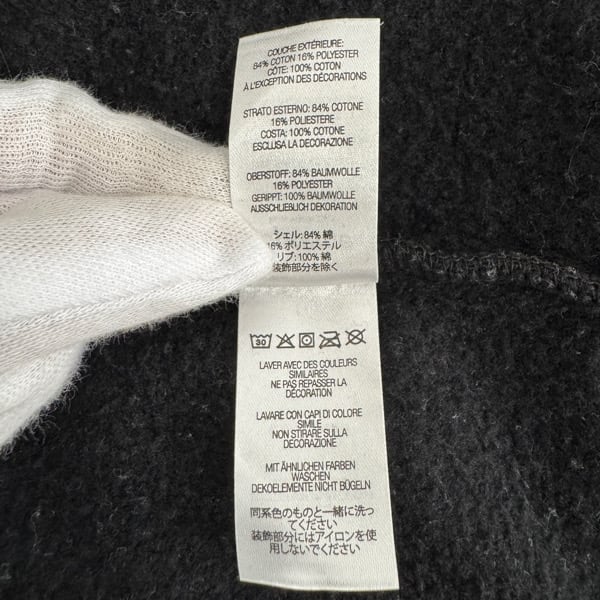 COUCHE EXTÉRIEURE:
84% COTON 16% POLYESTER
CÔTE: 100% COTON
À L'EXCEPTION DES DÉCORATIONS
STRATO ESTERNO: 84% COTONE
16% POLIESTERE
COSTA: 100% COTONE
ESCLUSA LA DECORAZIONE
OBERSTOFF: 84% BAUMWOLLE
16% POLYESTER
GERIPPT: 100% BAUMWOLLE
AUSSCHLIEBLICH DEKORATION
シェル: 84% 綿
16% ポリエステル
リブ: 100% 綿
装飾部分を除く
30
LAVER AVEC DES COULEURS
SIMILAIRES
NE PAS REPASSER LA
DÉCORATION
LAVARE CON CAPI DI COLORE
SIMILE
NON STIRARE SULLA
DECORAZIONE
MIT ÄHNLICHEN FARBEN
WASCHEN
DEKOELEMENTE NICHT BÜGELN
同系色のものと一緒に洗っ
てください
装飾部分にはアイロンを使
用しないでください